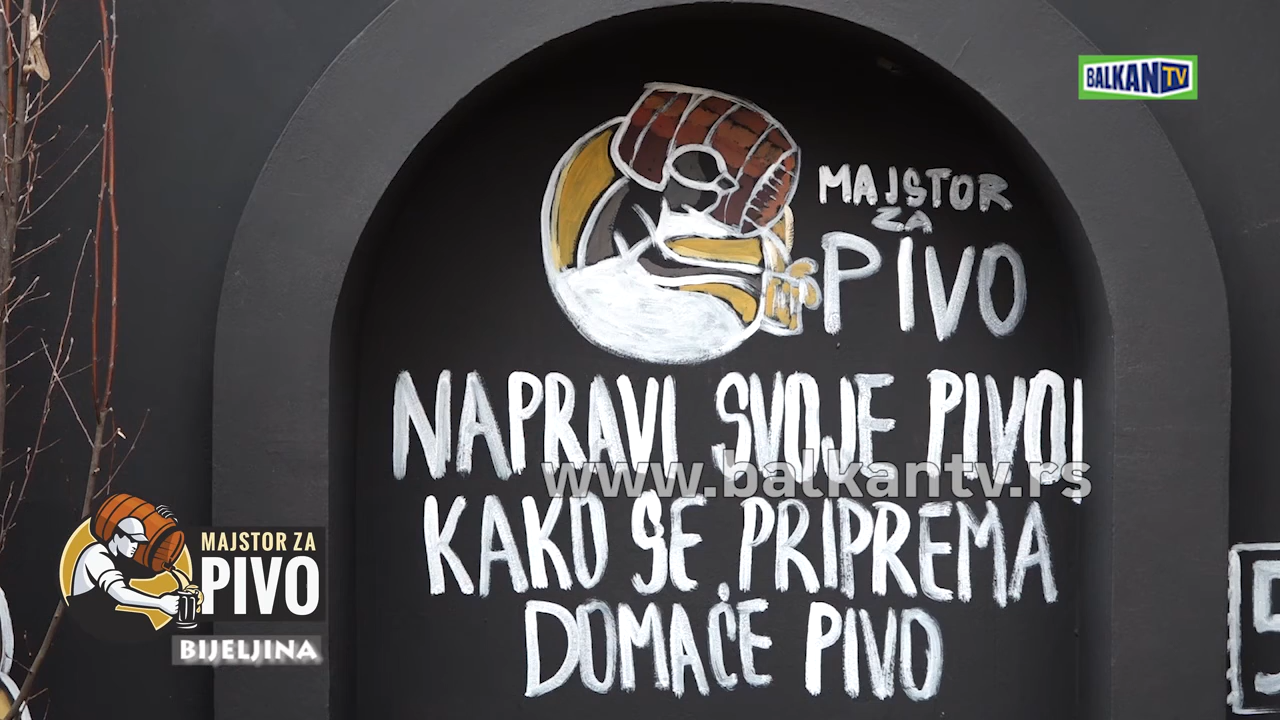 BALKAN TV
MAJSTOR
ZA
PIVO
NAPRAVI SVOJE PIVO!
www.balkantv.rs
KAKO SE PRIPREMA
DOMAĆE PIVO
MAJSTOR ZA
PIVO
BIJELJINA